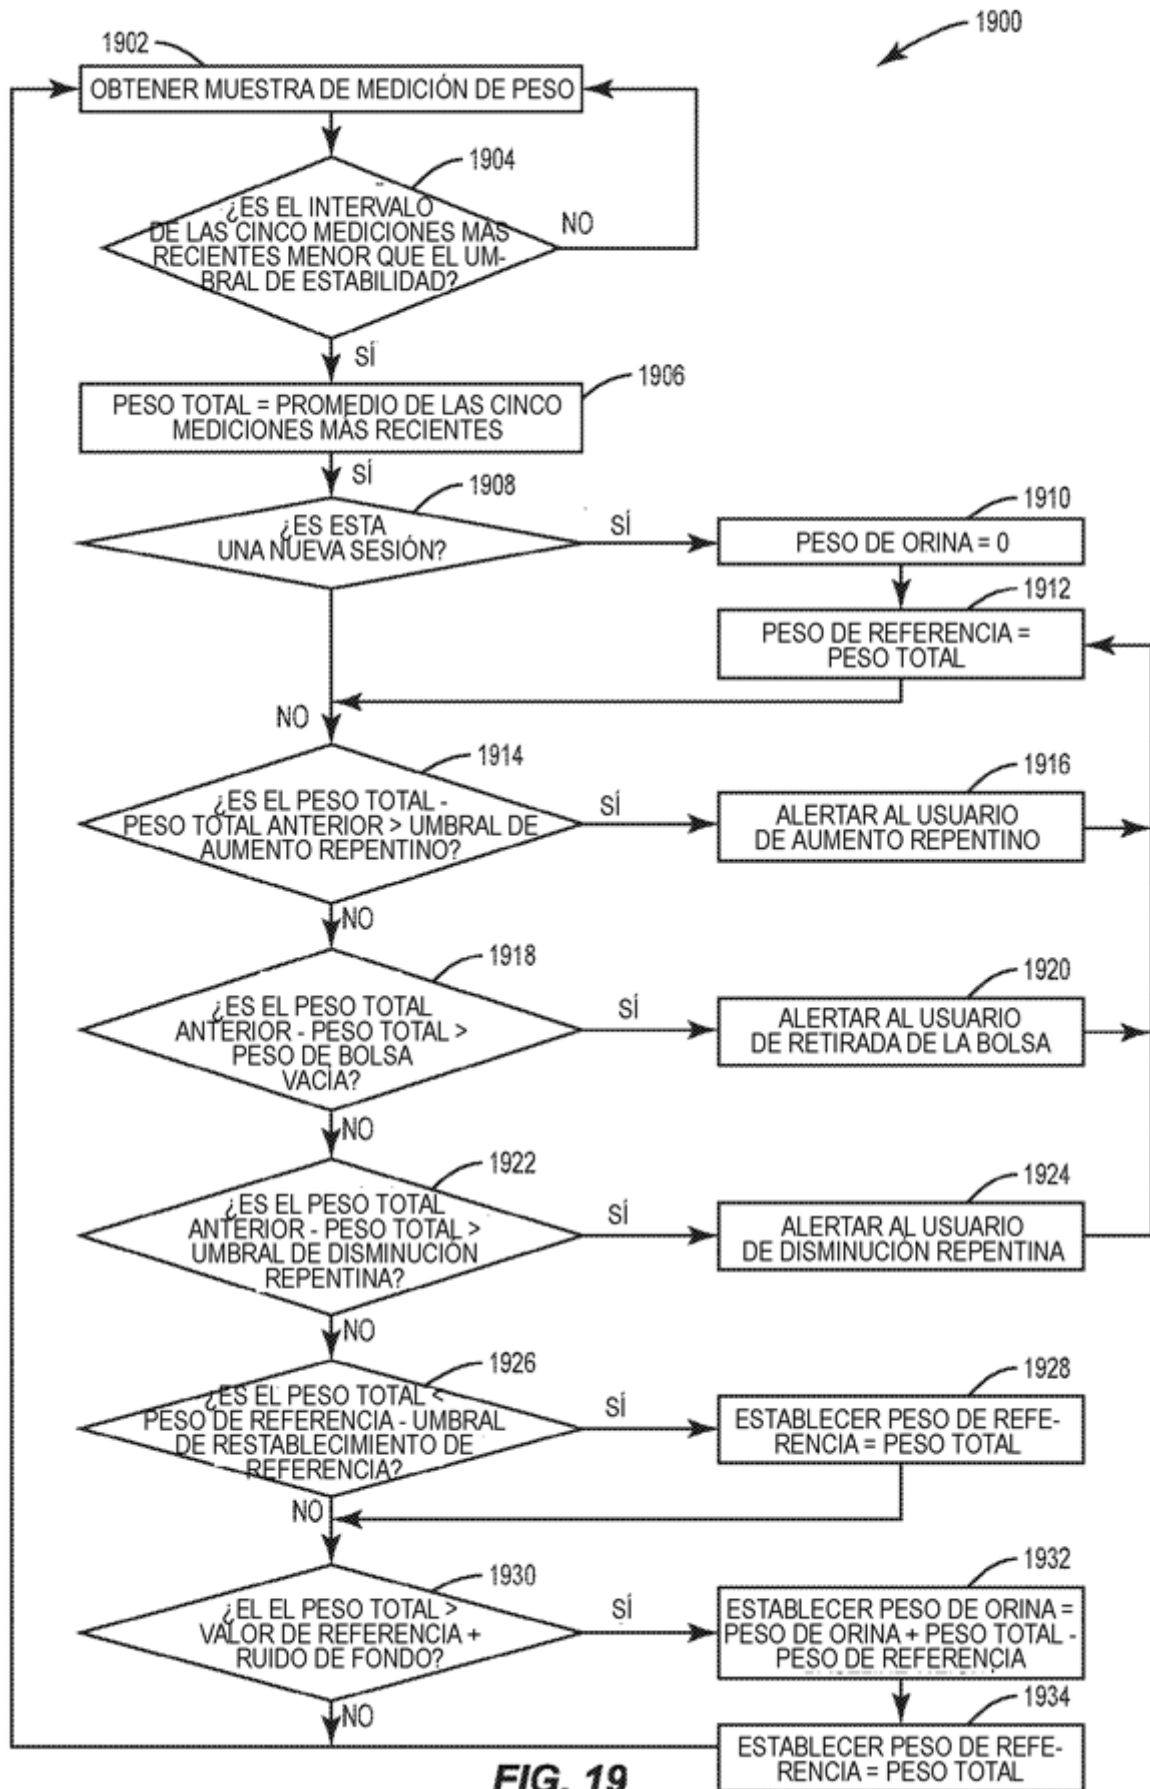 1900
1902
OBTENER MUESTRA DE MEDICIÓN DE PESO
1904
¿ES EL INTERVALO
DE LAS CINCO MEDICIONES MÁS
RECIENTES MENOR QUE EL UM-
BRAL DE ESTABILIDAD?
NO
SÍ
1906
PESO TOTAL = PROMEDIO DE LAS CINCO
MEDICIONES MÁS RECIENTES
SÍ
1908
¿ES ESTA
UNA NUEVA SESIÓN?
SÍ
1910
PESO DE ORINA = 0
1912
PESO DE REFERENCIA =
PESO TOTAL
NO
1914
¿ES EL PESO TOTAL -
PESO TOTAL ANTERIOR > UMBRAL DE
AUMENTO REPENTINO?
SÍ
1916
ALERTAR AL USUARIO
DE AUMENTO REPENTINO
NO
1918
¿ES EL PESO TOTAL
ANTERIOR - PESO TOTAL >
PESO DE BOLSA
VACÍA?
SÍ
1920
ALERTAR AL USUARIO
DE RETIRADA DE LA BOLSA
NO
1922
¿ES EL PESO TOTAL
ANTERIOR - PESO TOTAL >
UMBRAL DE DISMINUCIÓN
REPENTINA?
SÍ
1924
ALERTAR AL USUARIO
DE DISMINUCIÓN REPENTINA
NO
1926
¿ES EL PESO TOTAL <
PESO DE REFERENCIA - UMBRAL
DE RESTABLECIMIENTO DE
REFERENCIA?
SÍ
1928
ESTABLECER PESO DE REFE-
RENCIA = PESO TOTAL
NO
1930
¿EL EL PESO TOTAL >
VALOR DE REFERENCIA +
RUIDO DE FONDO?
SÍ
1932
ESTABLECER PESO DE ORINA =
PESO DE ORINA + PESO TOTAL -
PESO DE REFERENCIA
NO
1934
ESTABLECER PESO DE REFE-
RENCIA = PESO TOTAL
FIG. 19